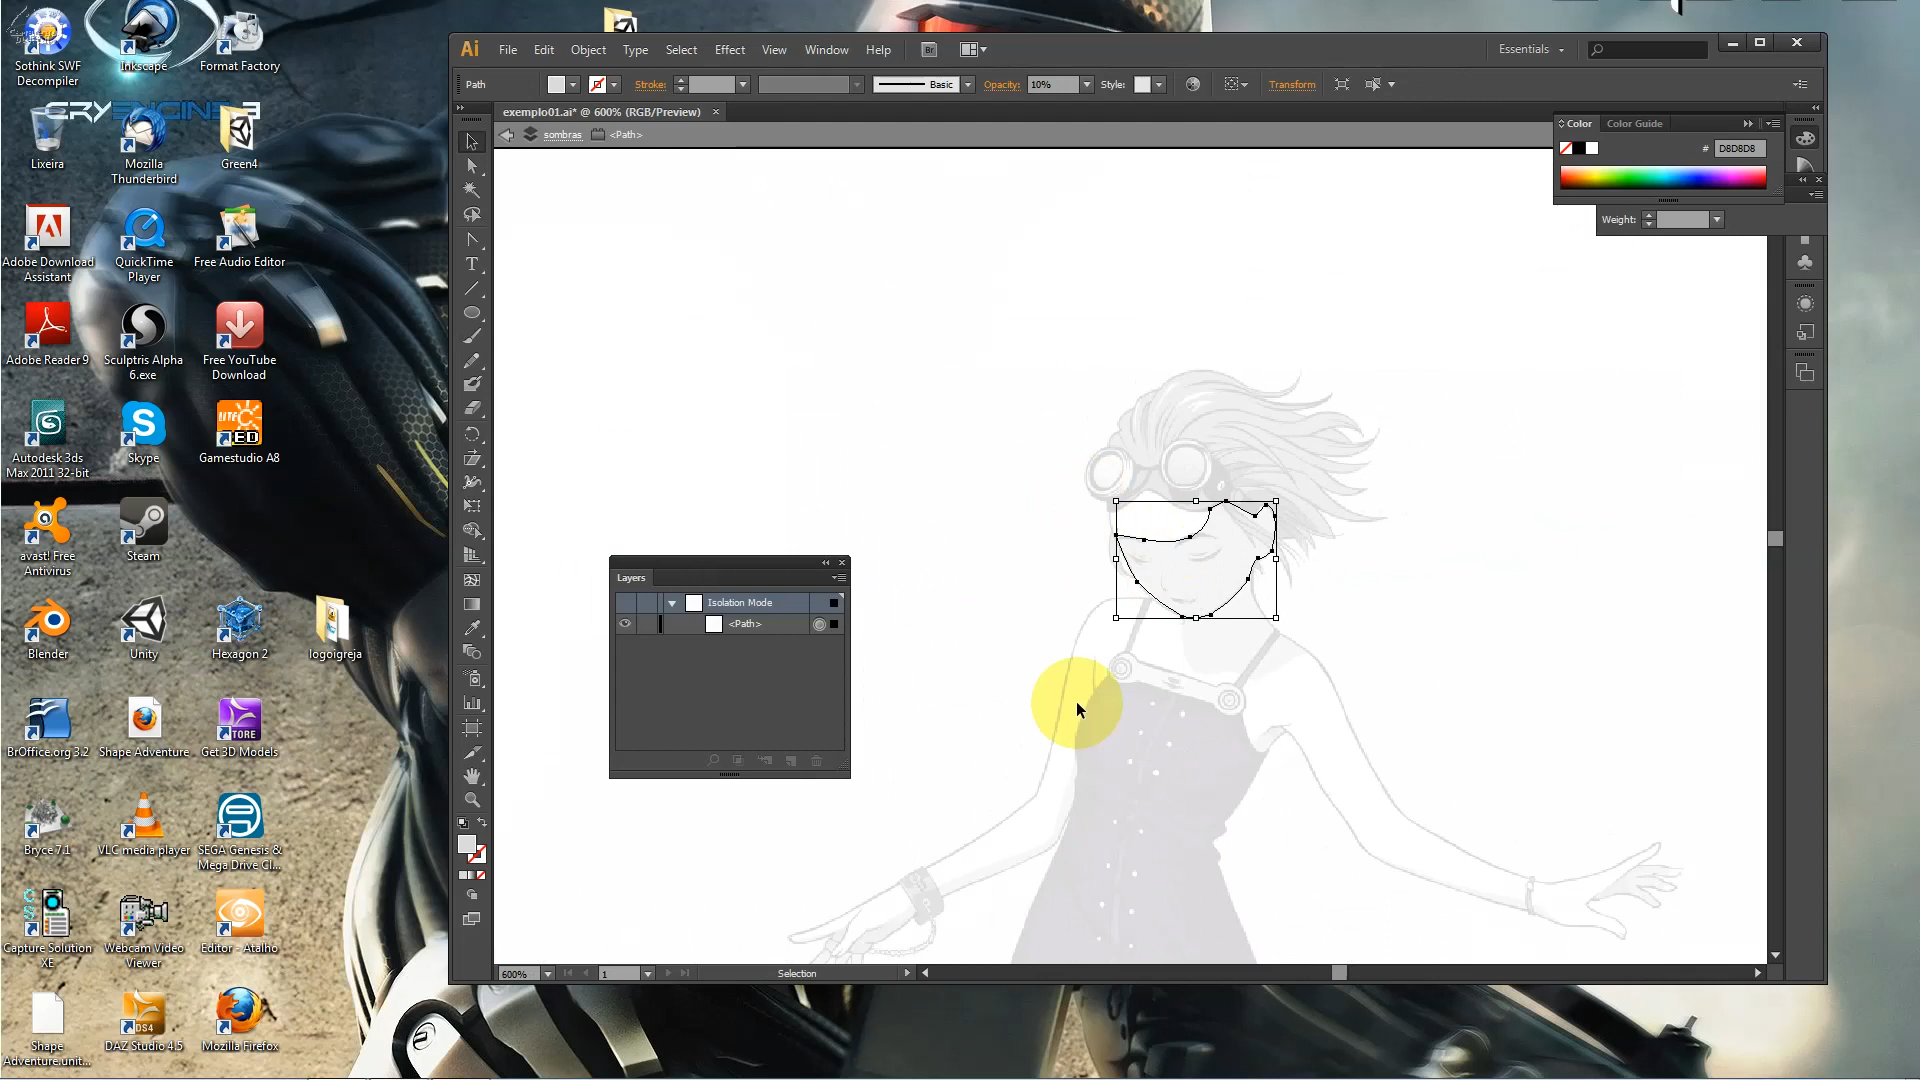 Sothink SWF
Decompiler
Inkscape
Format Factory
CRYENGINE 3
Lixeira
Mozilla
Thunderbird
Green4
Adobe Download
Assistant
QuickTime
Player
Free Audio Editor
Adobe Reader 9
Sculptris Alpha
6.exe
Free YouTube
Download
Autodesk 3ds
Max 2011 32-bit
Skype
Gamestudio A8
avast! Free
Antivirus
Steam
Blender
Unity
Hexagon 2
logoigreja
BrOffice.org 3.2
Shape Adventure
Get 3D Models
Bryce 7.1
VLC media player
SEGA Genesis &
Mega Drive Cl...
Capture Solution
XE
Webcam Video
Viewer
Editor - Atalho
Shape
Adventure.unit...
DAZ Studio 4.5
Mozilla Firefox
Ai File Edit Object Type Select Effect View Window Help Br Essentials
Path Stroke: Basic Opacity: 10% Style: Transform
exemplo01.ai* @ 600% (RGB/Preview)
sombras <Path>
Color Color Guide
# D8D8D8
Weight:
Layers
Isolation Mode
<Path>
600% 1 Selection